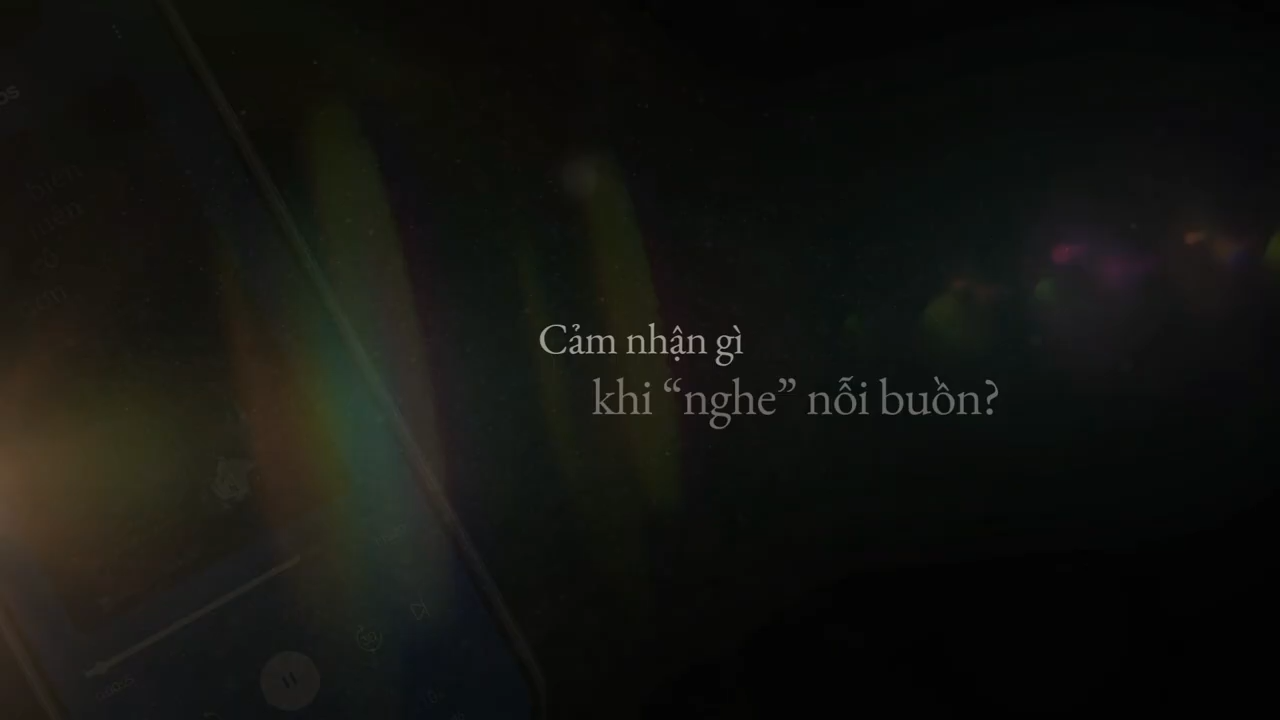 Cảm nhận gì
khi “nghe” nỗi buồn?